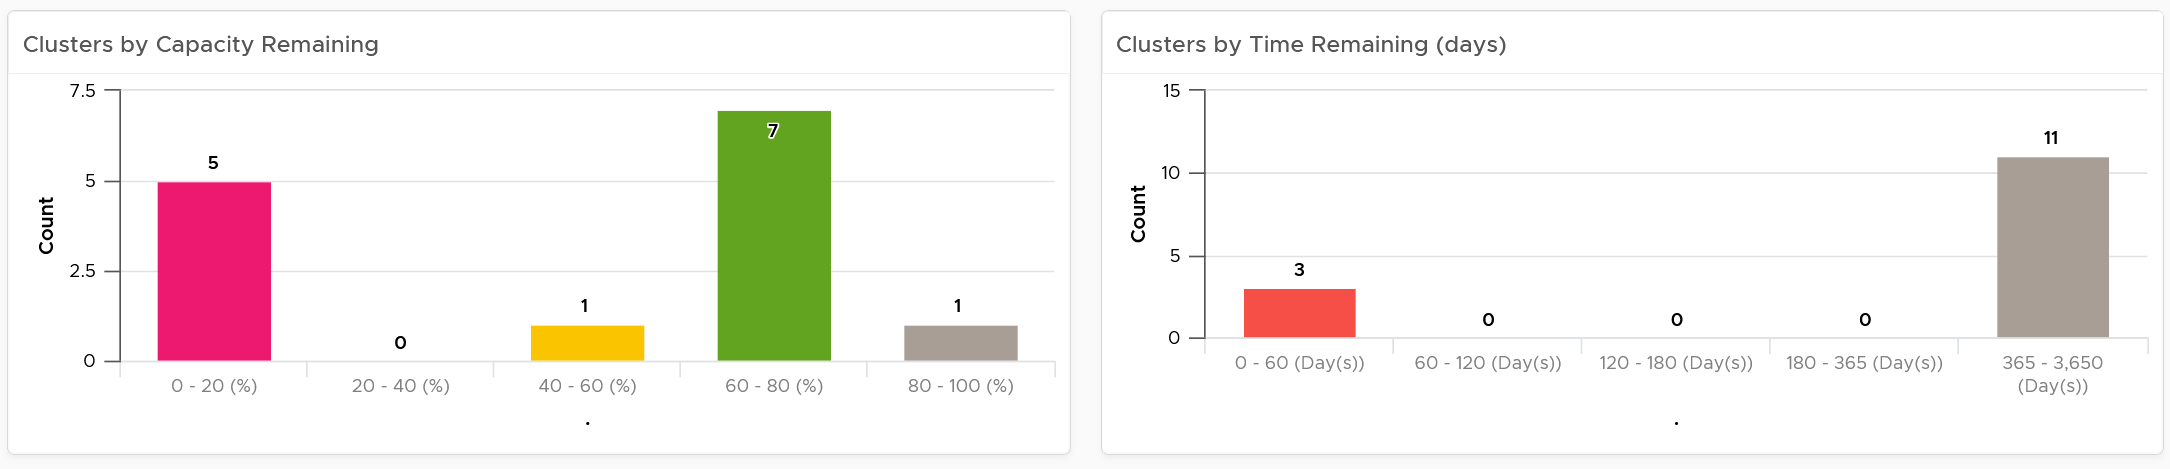 Clusters by Capacity Remaining
7.5
5
2.5
0
Count
5
0
1
7
1
0 - 20 (%)
20 - 40 (%)
40 - 60 (%)
60 - 80 (%)
80 - 100 (%)
.
Clusters by Time Remaining (days)
15
10
5
0
Count
3
0
0
0
11
0 - 60 (Day(s))
60 - 120 (Day(s))
120 - 180 (Day(s))
180 - 365 (Day(s))
365 - 3,650
(Day(s))
.